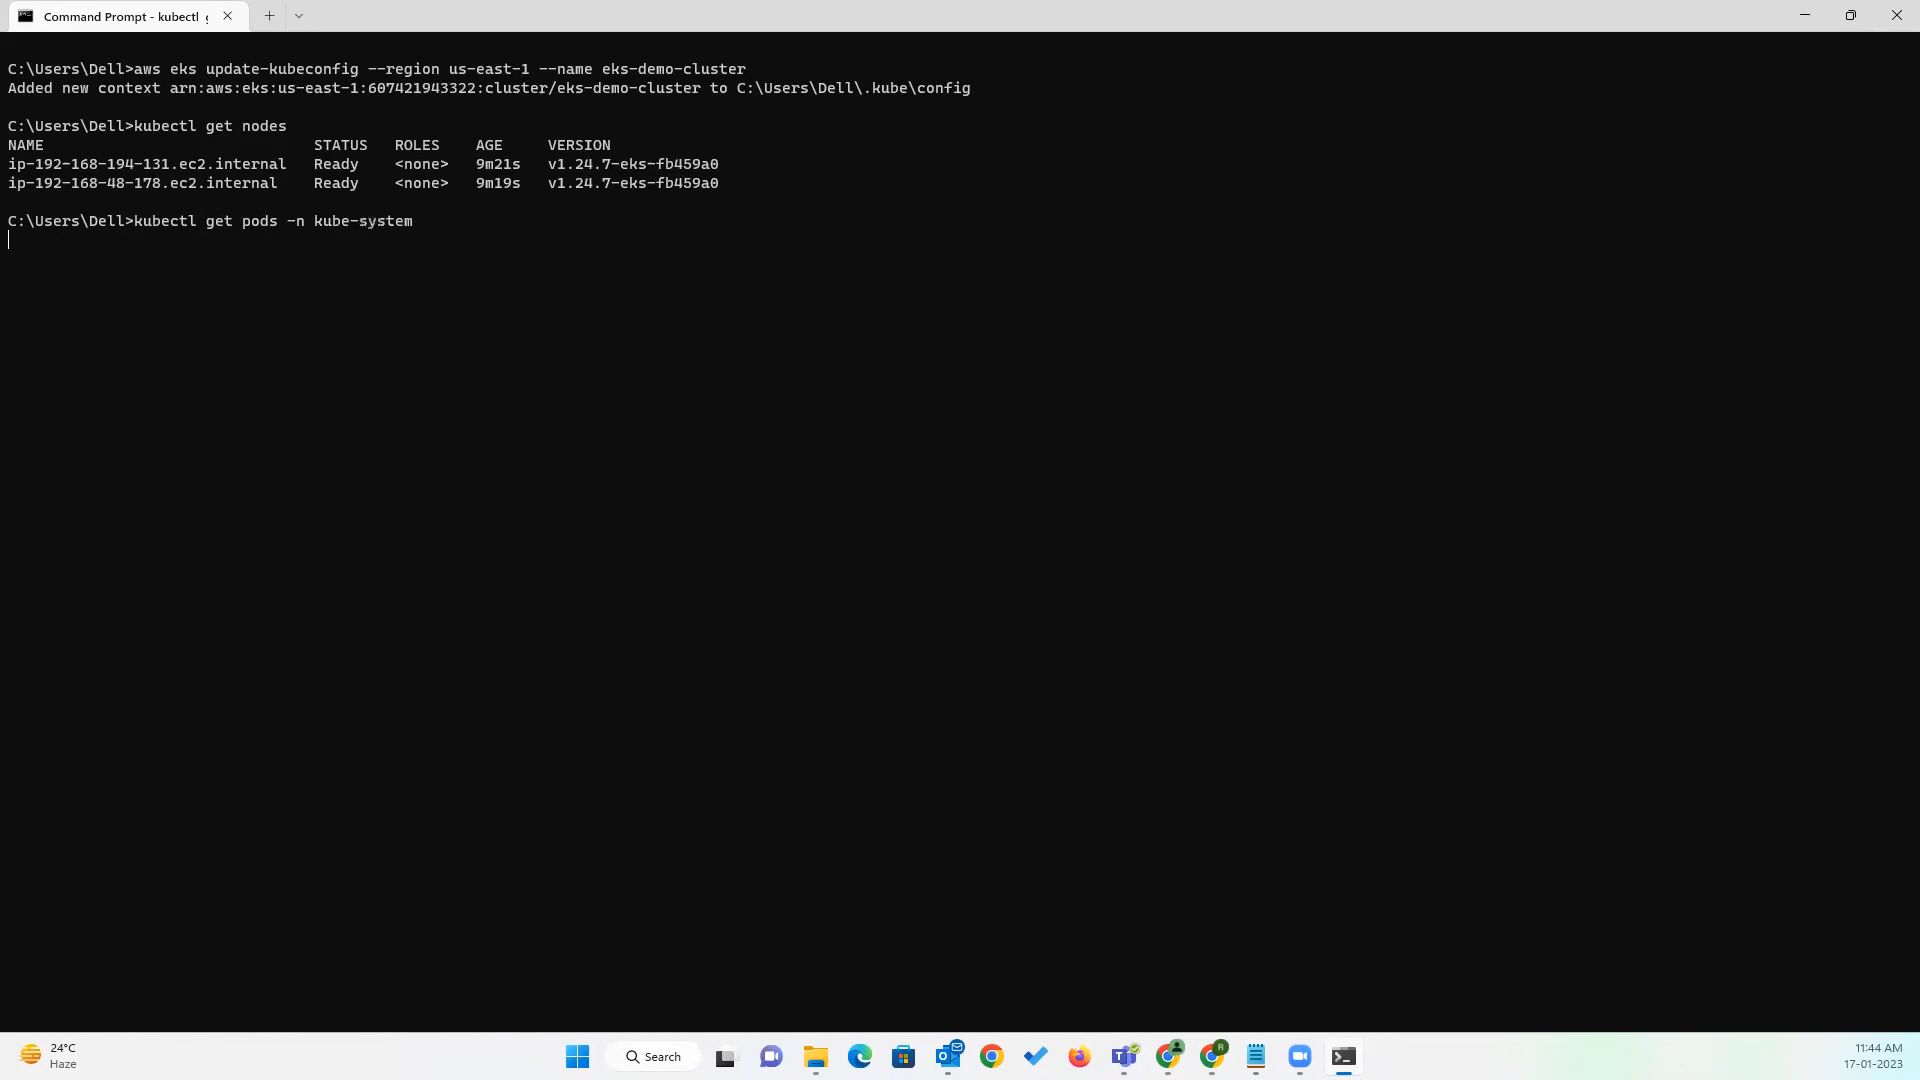 Command Prompt - kubectl
C:\Users\Dell>aws eks update-kubeconfig --region us-east-1 --name eks-demo-cluster
Added new context arn:aws:eks:us-east-1:607421943322:cluster/eks-demo-cluster to C:\Users\Dell\.kube\config
C:\Users\Dell>kubectl get nodes
NAME STATUS ROLES AGE VERSION
ip-192-168-194-131.ec2.internal Ready <none> 9m21s v1.24.7-eks-fb459a0
ip-192-168-48-178.ec2.internal Ready <none> 9m19s v1.24.7-eks-fb459a0
C:\Users\Dell>kubectl get pods -n kube-system
24°C
Haze
Search
11:44 AM
17-01-2023